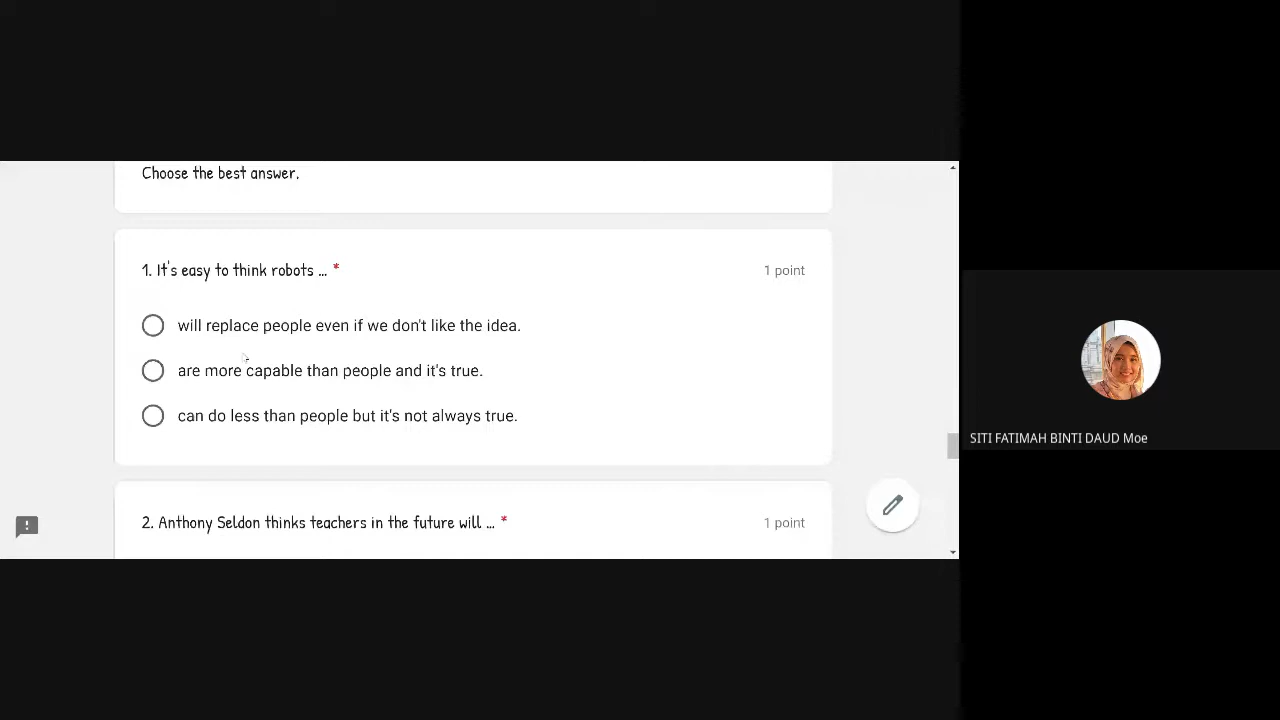 Choose the best answer.
1. It's easy to think robots ... *
1 point
will replace people even if we don't like the idea.
are more capable than people and it's true.
can do less than people but it's not always true.
SITI FATIMAH BINTI DAUD Moe
2. Anthony Seldon thinks teachers in the future will ... *
1 point